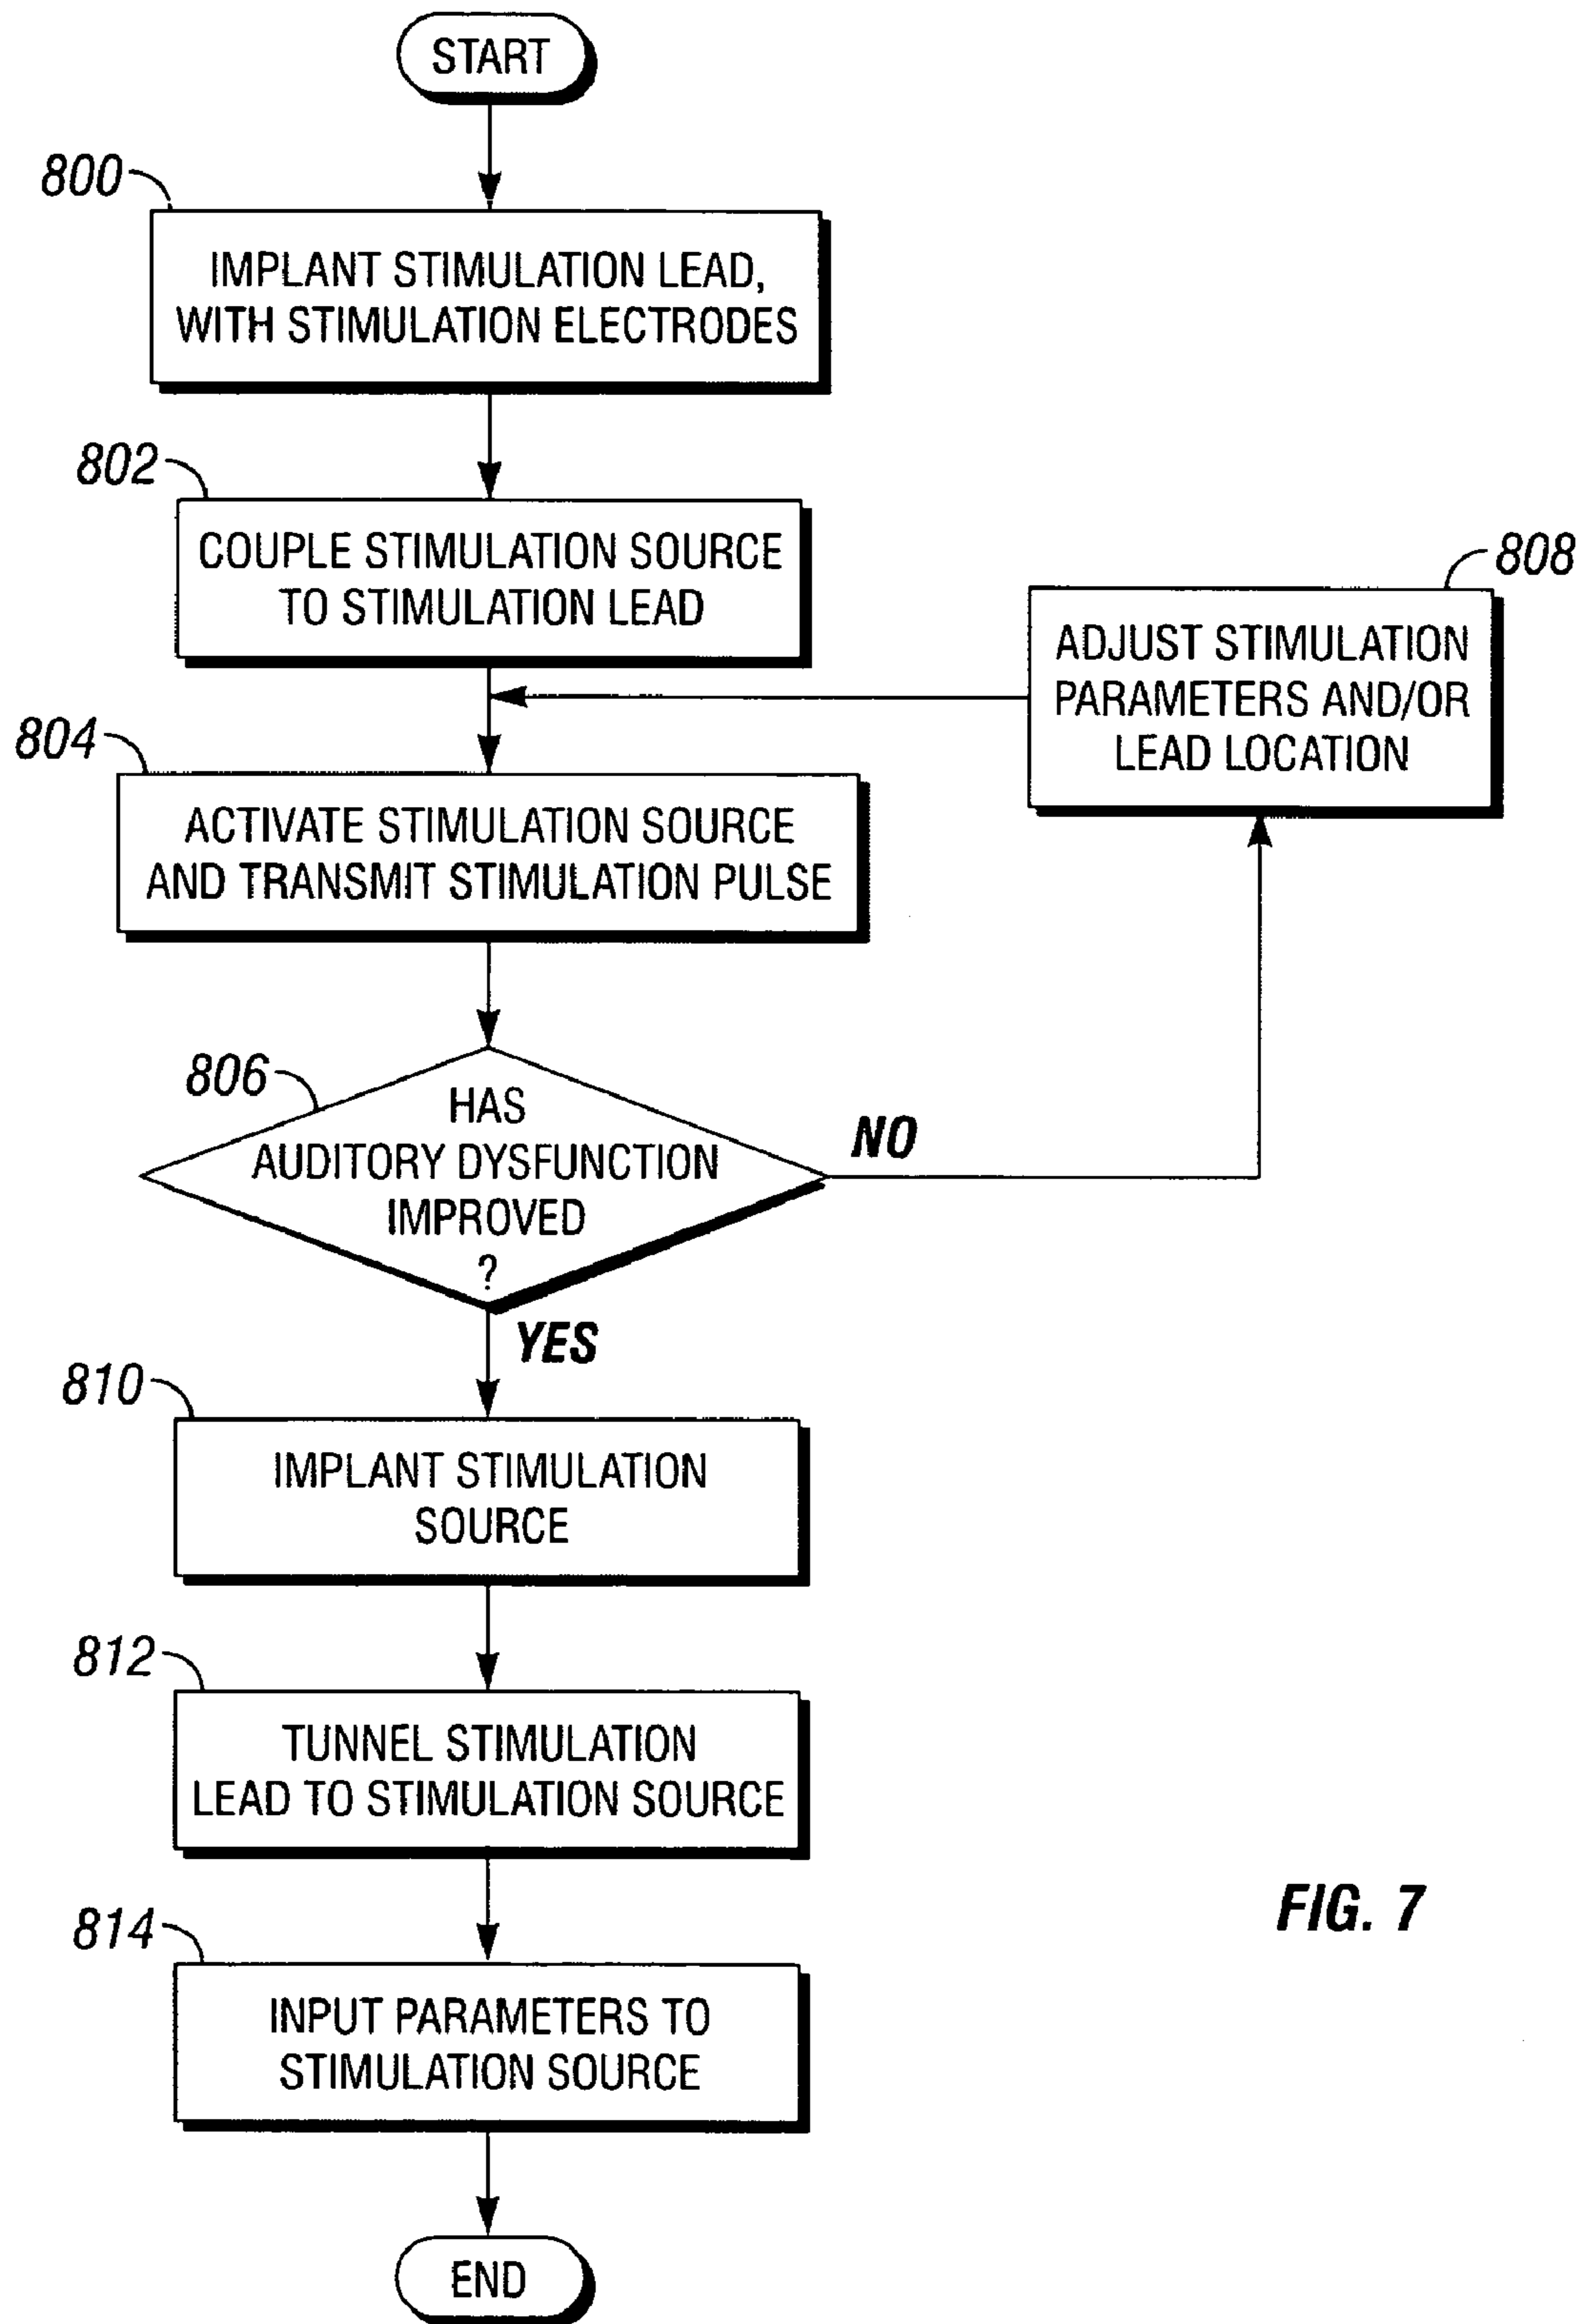 START
800
IMPLANT STIMULATION LEAD,
WITH STIMULATION ELECTRODES
802
COUPLE STIMULATION SOURCE
TO STIMULATION LEAD
808
ADJUST STIMULATION
PARAMETERS AND/OR
LEAD LOCATION
804
ACTIVATE STIMULATION SOURCE
AND TRANSMIT STIMULATION PULSE
806
HAS
AUDITORY DYSFUNCTION
IMPROVED
?
NO
YES
810
IMPLANT STIMULATION
SOURCE
812
TUNNEL STIMULATION
LEAD TO STIMULATION SOURCE
814
INPUT PARAMETERS TO
STIMULATION SOURCE
END
FIG. 7